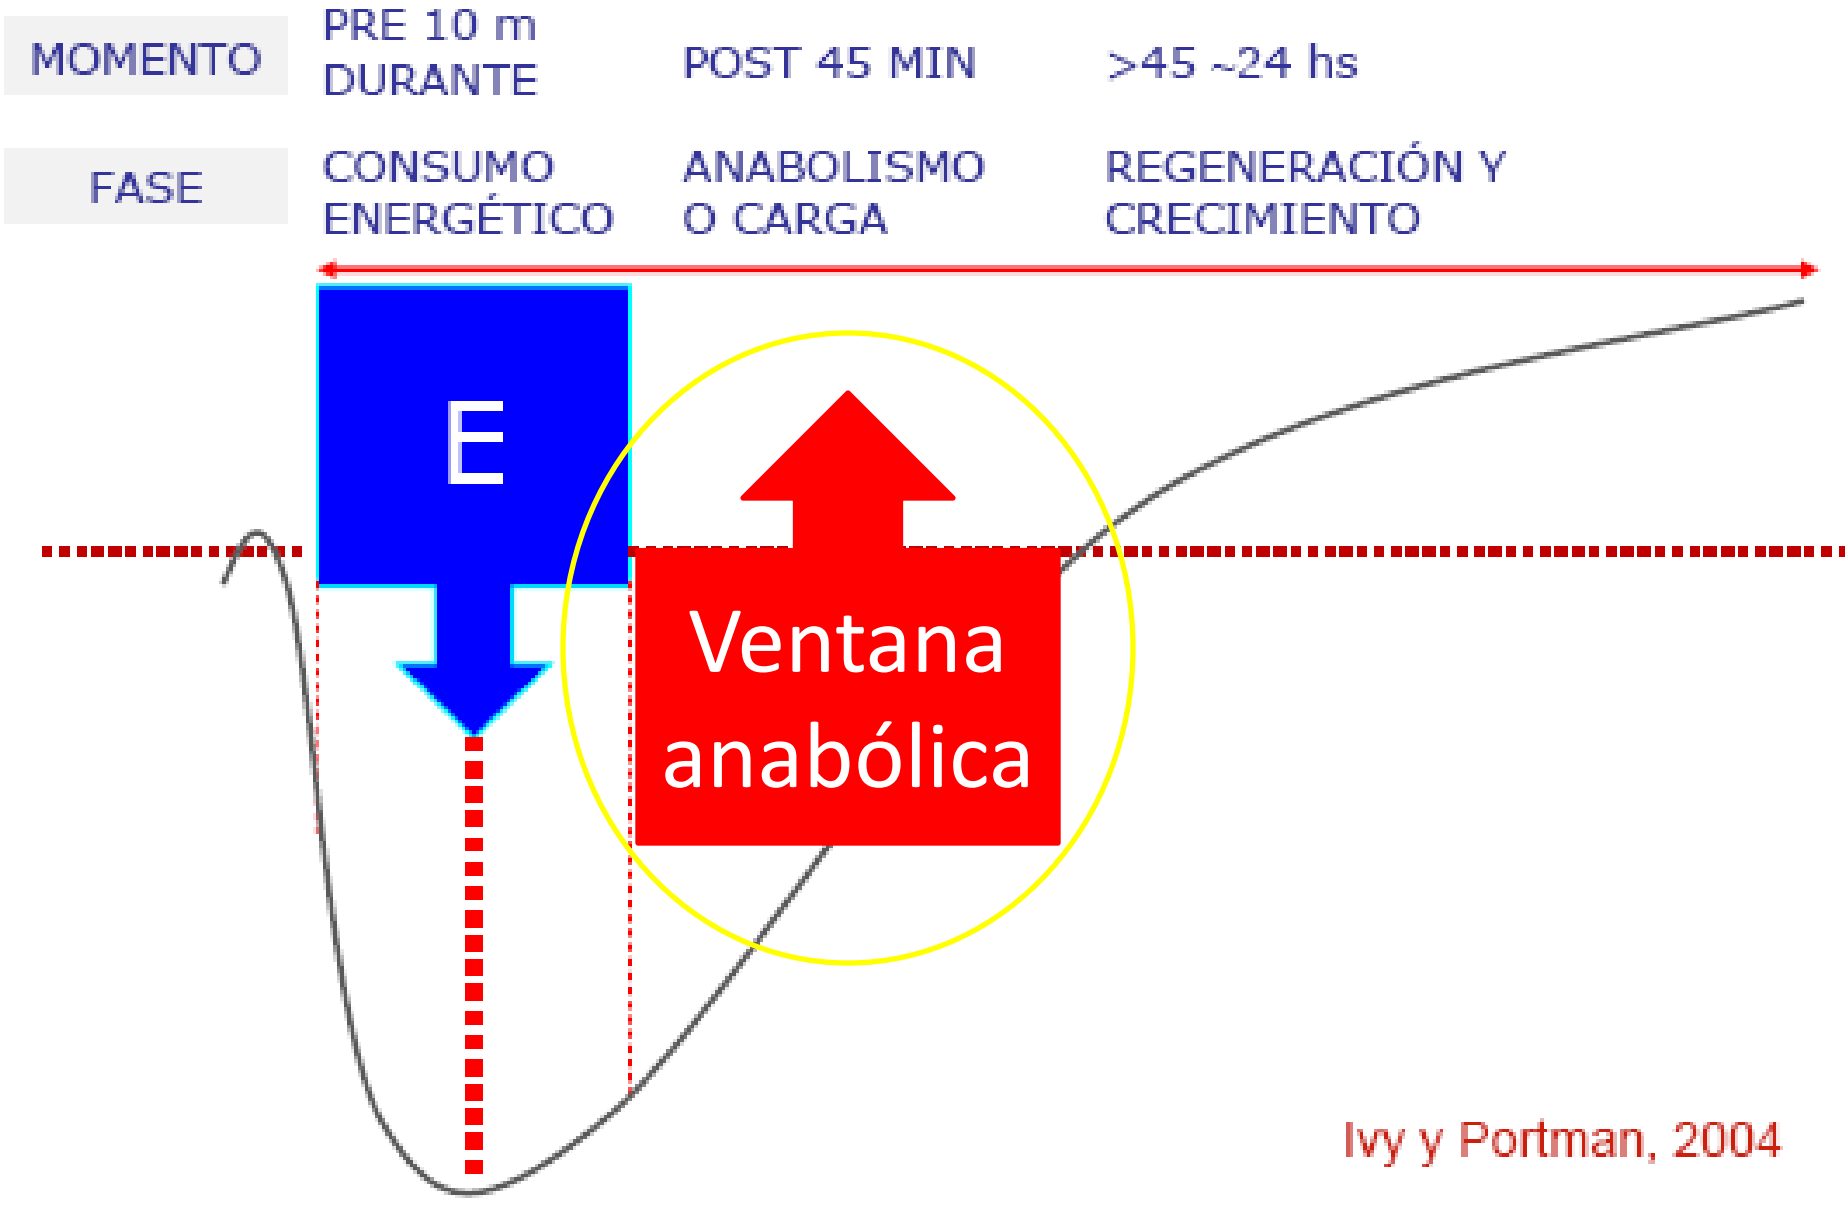 MOMENTO
PRE 10 m
DURANTE
POST 45 MIN
>45 ~24 hs
FASE
CONSUMO
ENERGÉTICO
ANABOLISMO
O CARGA
REGENERACIÓN Y
CRECIMIENTO
E
Ventana
anabólica
Ivy y Portman, 2004